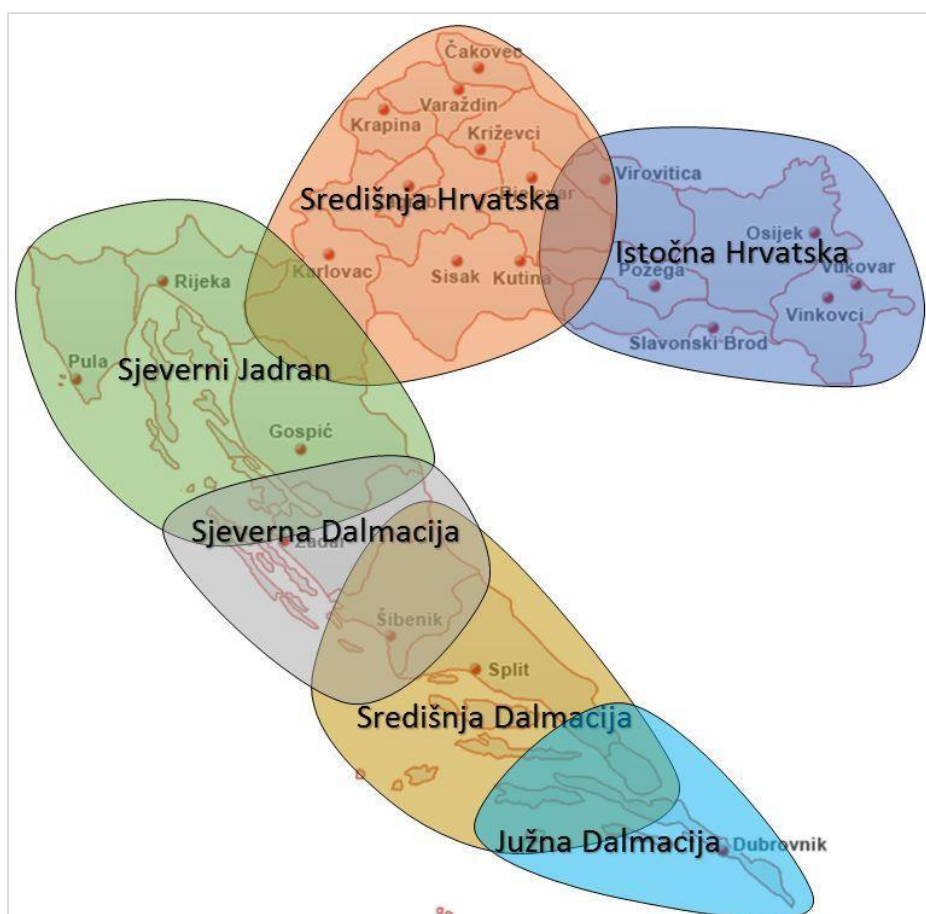 Čakovec
Varaždin
Krapina
Križevci
Virovitica
Bjelovar
Središnja Hrvatska
Osijek
Istočna Hrvatska
Karlovac
Sisak
Kutina
Požega
Vukovar
Vinkovci
Slavonski Brod
Rijeka
Pula
Sjeverni Jadran
Gospić
Sjeverna Dalmacija
Zadar
Šibenik
Split
Središnja Dalmacija
Južna Dalmacija
Dubrovnik